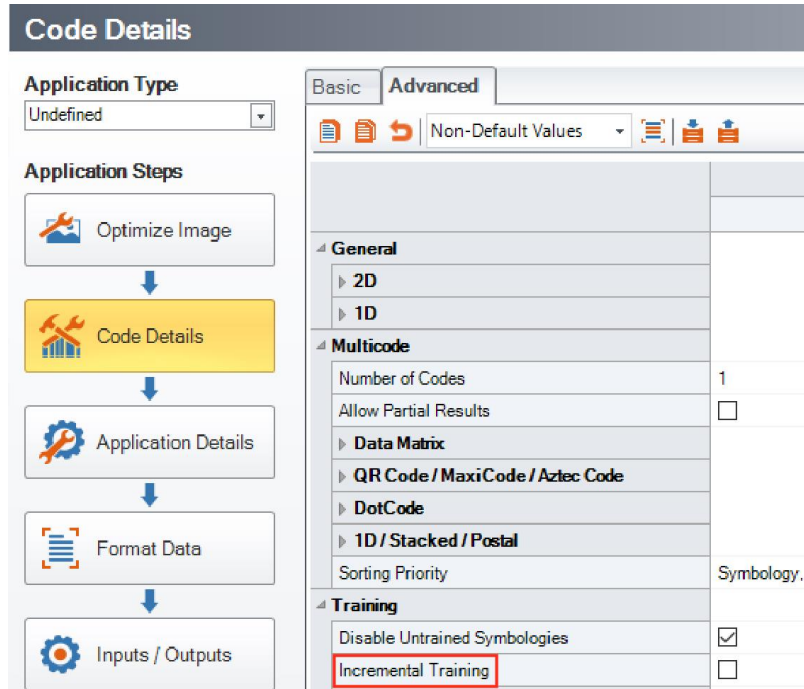 Code Details
Application Type
Undefined
Application Steps
Optimize Image
Code Details
Application Details
Format Data
Inputs / Outputs
Basic
Advanced
Non-Default Values
General
2D
1D
Multicode
Number of Codes 1
Allow Partial Results
Data Matrix
QR Code / MaxiCode / Aztec Code
DotCode
1D / Stacked / Postal
Sorting Priority Symbology,
Training
Disable Untrained Symbologies
Incremental Training